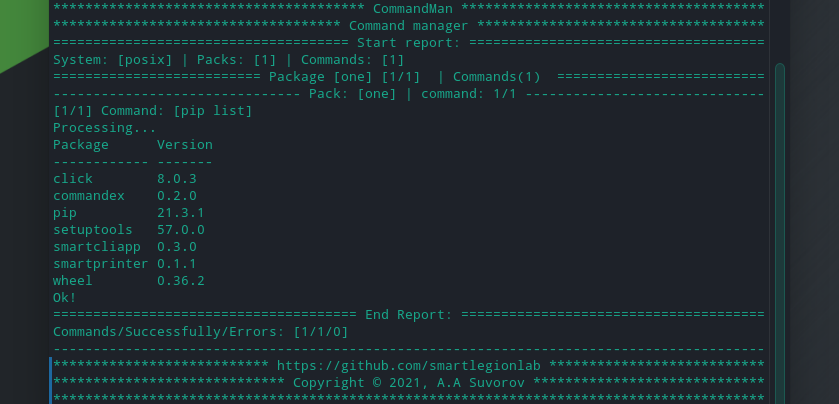 *************************************** CommandMan **********************************
************************************ Command manager ************************************
===================================== Start report: =====================================
System: [posix] | Packs: [1] | Commands: [1]
========================== Package [one] [1/1]  | Commands(1)  ==========================
------------------------------- Pack: [one] | command: 1/1 ------------------------------
[1/1] Command: [pip list]
Processing...
Package      Version
------------ -------
click        8.0.3
commandex    0.2.0
pip          21.3.1
setuptools   57.0.0
smartcliapp  0.3.0
smartprinter 0.1.1
wheel        0.36.2
Ok!
====================================== End Report: ======================================
Commands/Successfully/Errors: [1/1/0]
-----------------------------------------------------------------------------------------
*************************** https://github.com/smartlegionlab ***************************
***************************** Copyright © 2021, A.A Suvorov *****************************
*****************************************************************************************